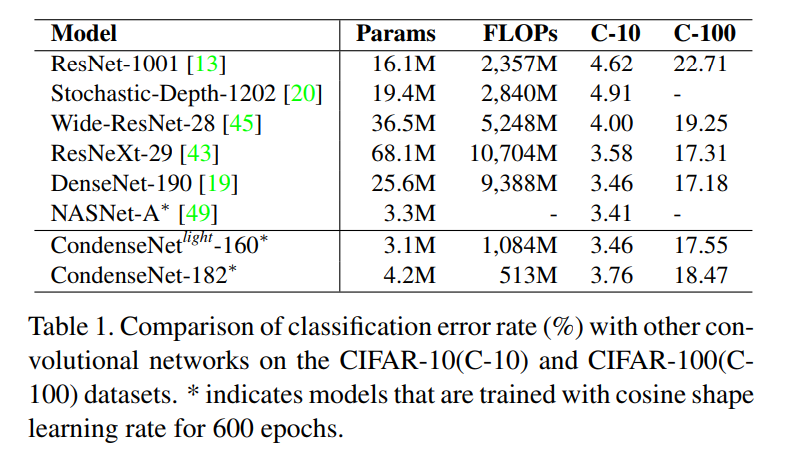 Model Params FLOPs C-10 C-100
ResNet-1001 [13] 16.1M 2,357M 4.62 22.71
Stochastic-Depth-1202 [20] 19.4M 2,840M 4.91 -
Wide-ResNet-28 [45] 36.5M 5,248M 4.00 19.25
ResNeXt-29 [43] 68.1M 10,704M 3.58 17.31
DenseNet-190 [19] 25.6M 9,388M 3.46 17.18
NASNet-A* [49] 3.3M - 3.41 -
CondenseNetlight-160* 3.1M 1,084M 3.46 17.55
CondenseNet-182* 4.2M 513M 3.76 18.47
Table 1. Comparison of classification error rate (%) with other con-
volutional networks on the CIFAR-10(C-10) and CIFAR-100(C-
100) datasets. * indicates models that are trained with cosine shape
learning rate for 600 epochs.